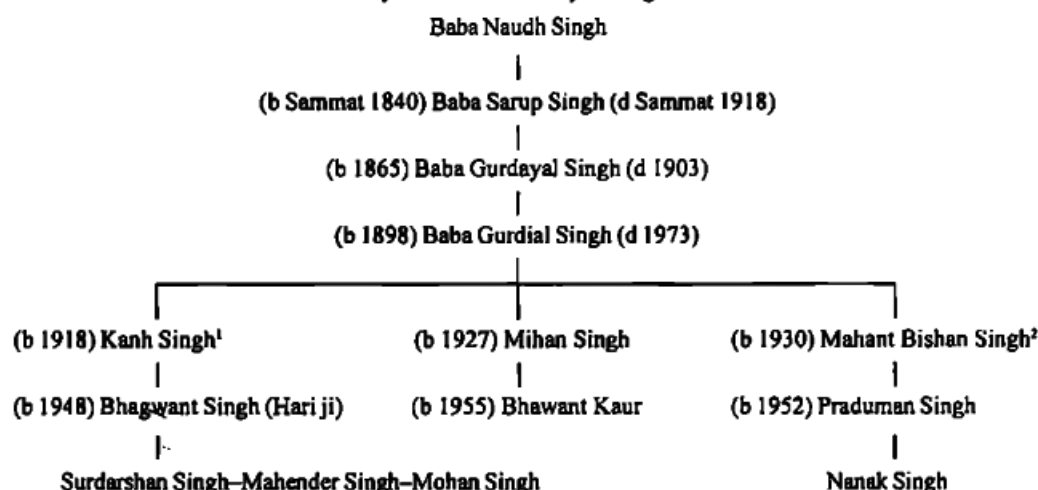 Baba Naudh Singh
(b Sammat 1840) Baba Sarup Singh (d Sammat 1918)
(b 1865) Baba Gurdayal Singh (d 1903)
(b 1898) Baba Gurdial Singh (d 1973)
(b 1918) Kanh Singh¹ (b 1927) Mihan Singh (b 1930) Mahant Bishan Singh²
(b 1948) Bhagwant Singh (Hari ji) (b 1955) Bhawant Kaur (b 1952) Praduman Singh
Surdarshan Singh–Mahender Singh–Mohan Singh Nanak Singh